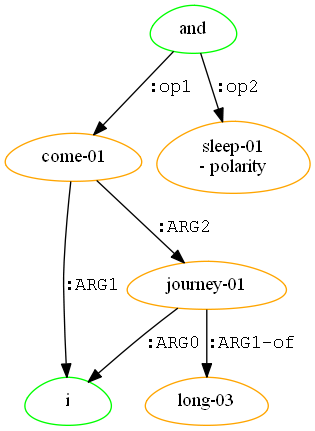 and
:op1
:op2
come-01
sleep-01
- polarity
:ARG2
:ARG1
journey-01
:ARG0
:ARG1-of
i
long-03